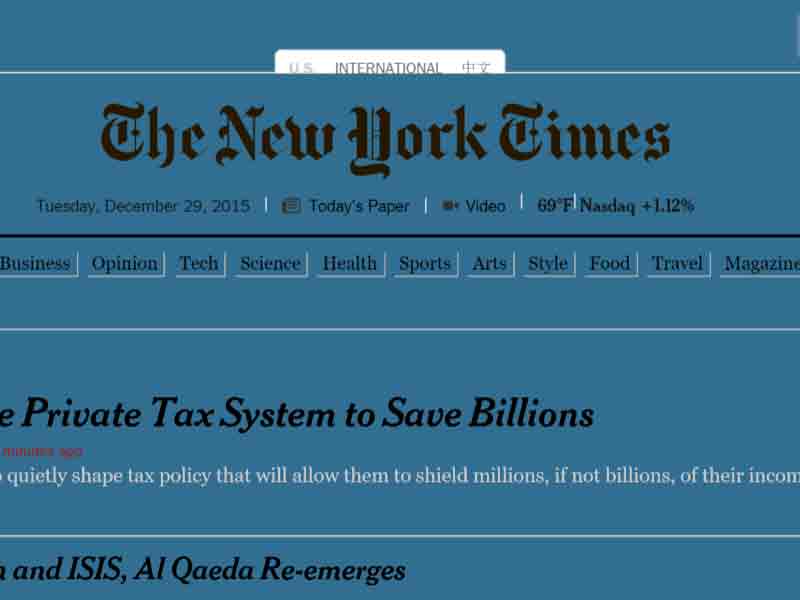 U.S. INTERNATIONAL 中文
The New York Times
Tuesday, December 29, 2015 Today's Paper Video 69°F Nasdaq +1.12%
Business Opinion Tech Science Health Sports Arts Style Food Travel Magazine
e Private Tax System to Save Billions
minutes ago
quietly shape tax policy that will allow them to shield millions, if not billions, of their incom
and ISIS, Al Qaeda Re-emerges